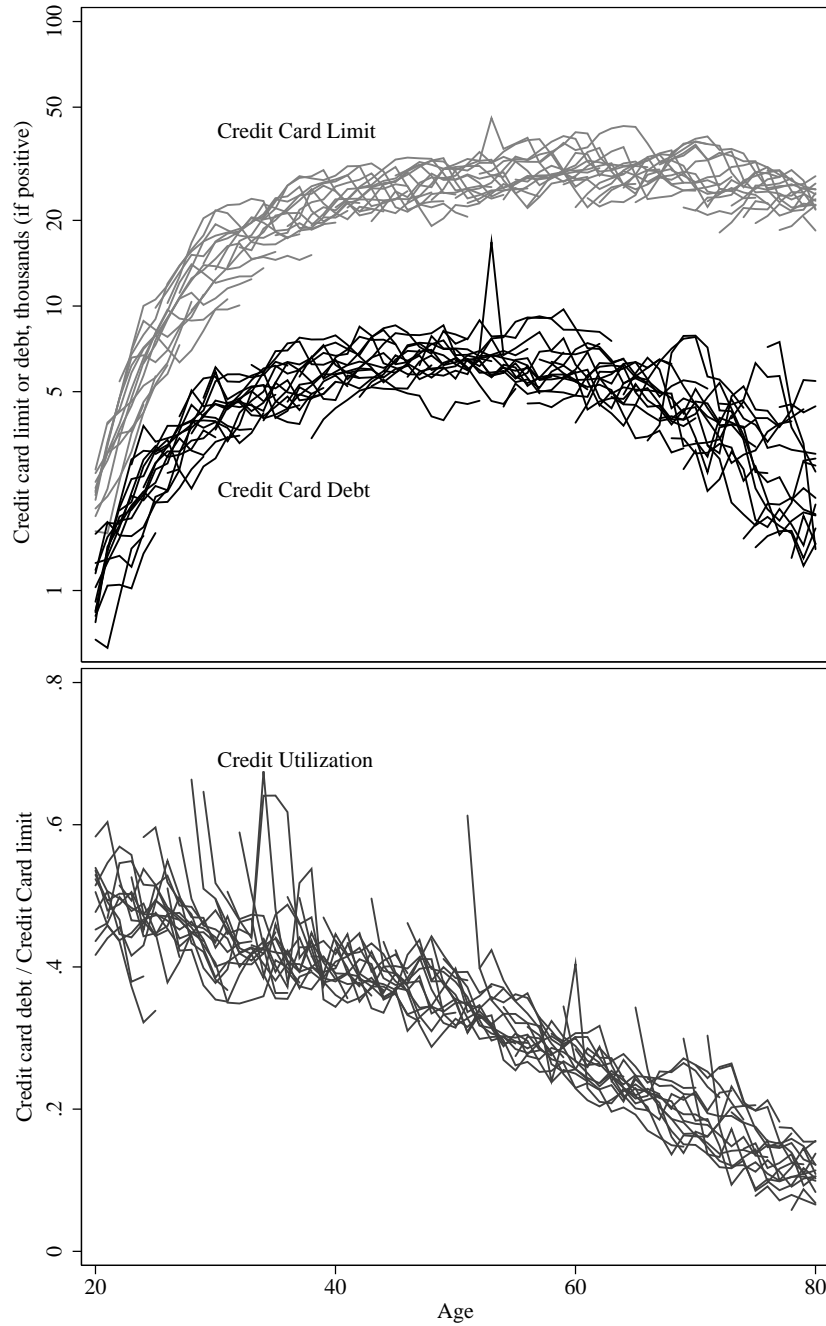 Credit card limit or debt, thousands (if positive)
100
50
20
10
5
1
Credit Card Limit
Credit Card Debt
Credit card debt / Credit Card limit
.8
.6
.4
.2
0
Credit Utilization
20
40
60
80
Age